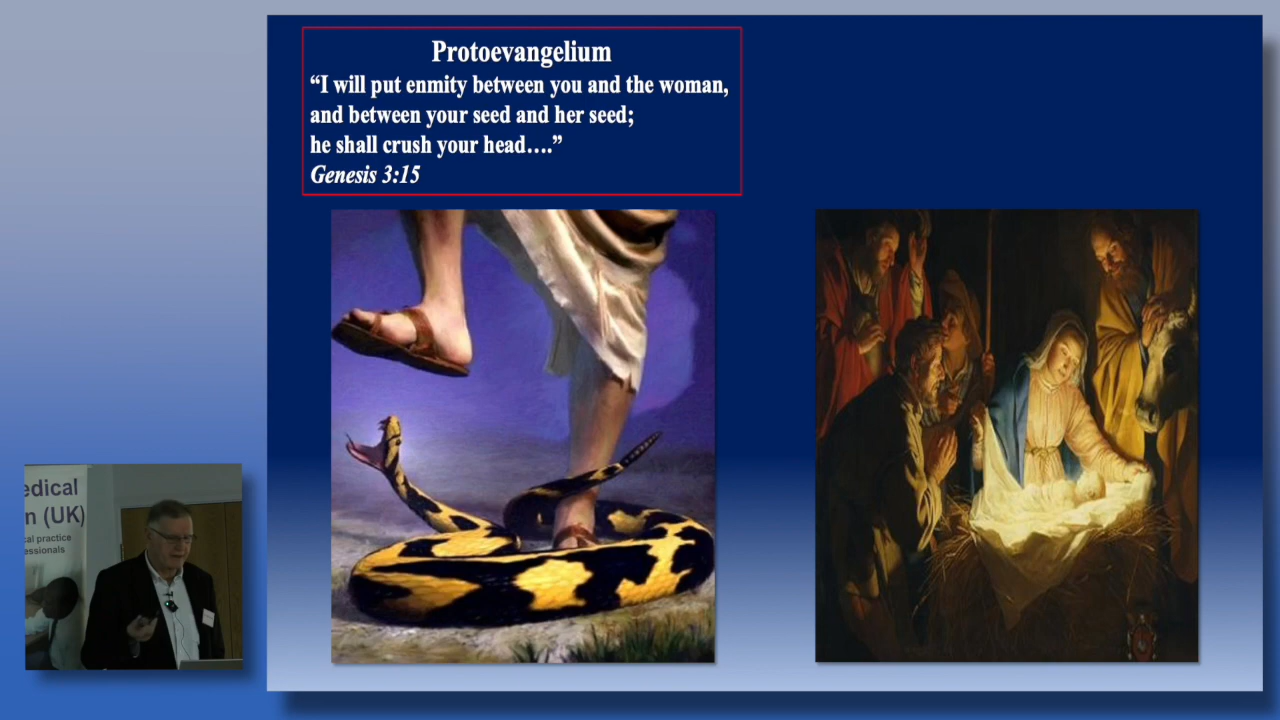 Protoevangelium
“I will put enmity between you and the woman,
and between your seed and her seed;
he shall crush your head….”
Genesis 3:15
edical
n (UK)
cal practice
essionals